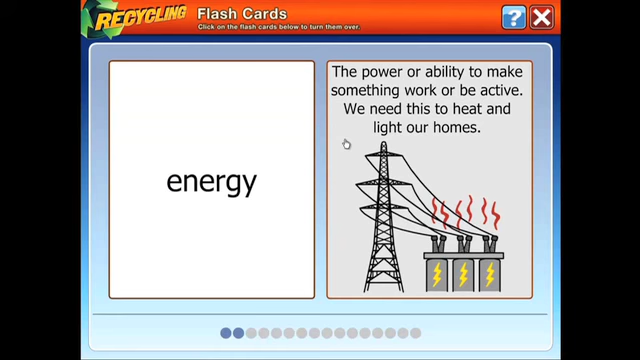 RECYCLING
Flash Cards
Click on the flash cards below to turn them over.
?
energy
The power or ability to make
something work or be active.
We need this to heat and
light our homes.